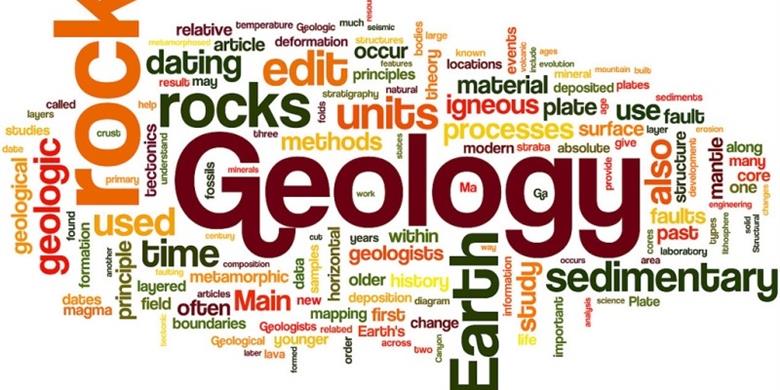 rock
relative
temperature
Geologic
much
resour
seismic
metamorphosed
article
deformation
structures
bodies
large
known
events
ages
dating
edit
occur
features
theory
locations
volcanic
include
evolution
result
may
principles
material
mineral
mountain
built
called
layers
help
rocks
stratigraphy
natural
units
igneous
deposited
plates
plate
age
sediments
studies
crust
tectonics
understand
folds
three
methods
states
processes
surface
use
fault
date
modern
strata
absolute
give
layer
erosion
geological
geologic
primary
fossils
minerals
Geology
work
Ma
Ga
provide
also
structure
development
mantle
along
many
core
one
engineering
changes
found
used
century
faults
past
types
lithosphere
solid
Structural
formation
another
principle
time
composition
cut
years
within
way
cores
laboratory
faulting
metamorphic
data
samples
horizontal
geologists
Earth
occurs
area
sedimentary
dates
magma
layered
field
articles
often
Main
new
older
history
deposition
diagram
information
study
important
analysis
science
Plate
tectonic
boundaries
Geologists
related
mapping
first
Earth's
change
life
Geological
younger
order
across
two
Canyon
later
lava
formed